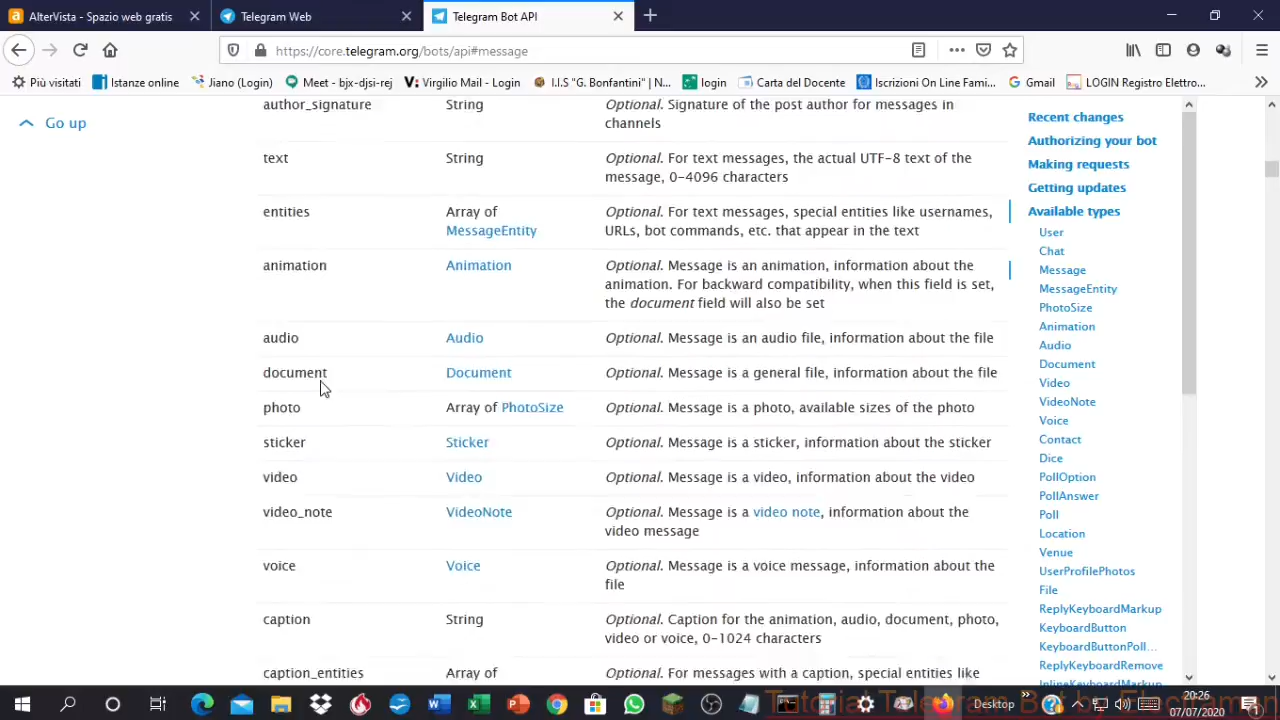 AlterVista - Spazio web gratis
Telegram Web
Telegram Bot API
https://core.telegram.org/bots/api#message
Più visitati
Istanze online
Jiano (Login)
Meet - bjx-djsj-rej
Virgilio Mail - Login
I.I.S "G. Bonfantini" | N...
login
Carta del Docente
Iscrizioni On Line Fami...
Gmail
LOGIN Registro Elettro...
Go up
author_signature String Optional. Signature of the post author for messages in
channels
text String Optional. For text messages, the actual UTF-8 text of the
message, 0-4096 characters
entities Array of Optional. For text messages, special entities like usernames,
MessageEntity URLs, bot commands, etc. that appear in the text
animation Animation Optional. Message is an animation, information about the
animation. For backward compatibility, when this field is set,
the document field will also be set
audio Audio Optional. Message is an audio file, information about the file
document Document Optional. Message is a general file, information about the file
photo Array of PhotoSize Optional. Message is a photo, available sizes of the photo
sticker Sticker Optional. Message is a sticker, information about the sticker
video Video Optional. Message is a video, information about the video
video_note VideoNote Optional. Message is a video note, information about the
video message
voice Voice Optional. Message is a voice message, information about the
file
caption String Optional. Caption for the animation, audio, document, photo,
video or voice, 0-1024 characters
caption_entities Array of Optional. For messages with a caption, special entities like
Recent changes
Authorizing your bot
Making requests
Getting updates
Available types
User
Chat
Message
MessageEntity
PhotoSize
Animation
Audio
Document
Video
VideoNote
Voice
Contact
Dice
PollOption
PollAnswer
Poll
Location
Venue
UserProfilePhotos
File
ReplyKeyboardMarkup
KeyboardButton
KeyboardButtonPoll...
ReplyKeyboardRemove
InlineKeyboardMarkup
Desktop
20:26
07/07/2020
Tutorial Telegram Bot by